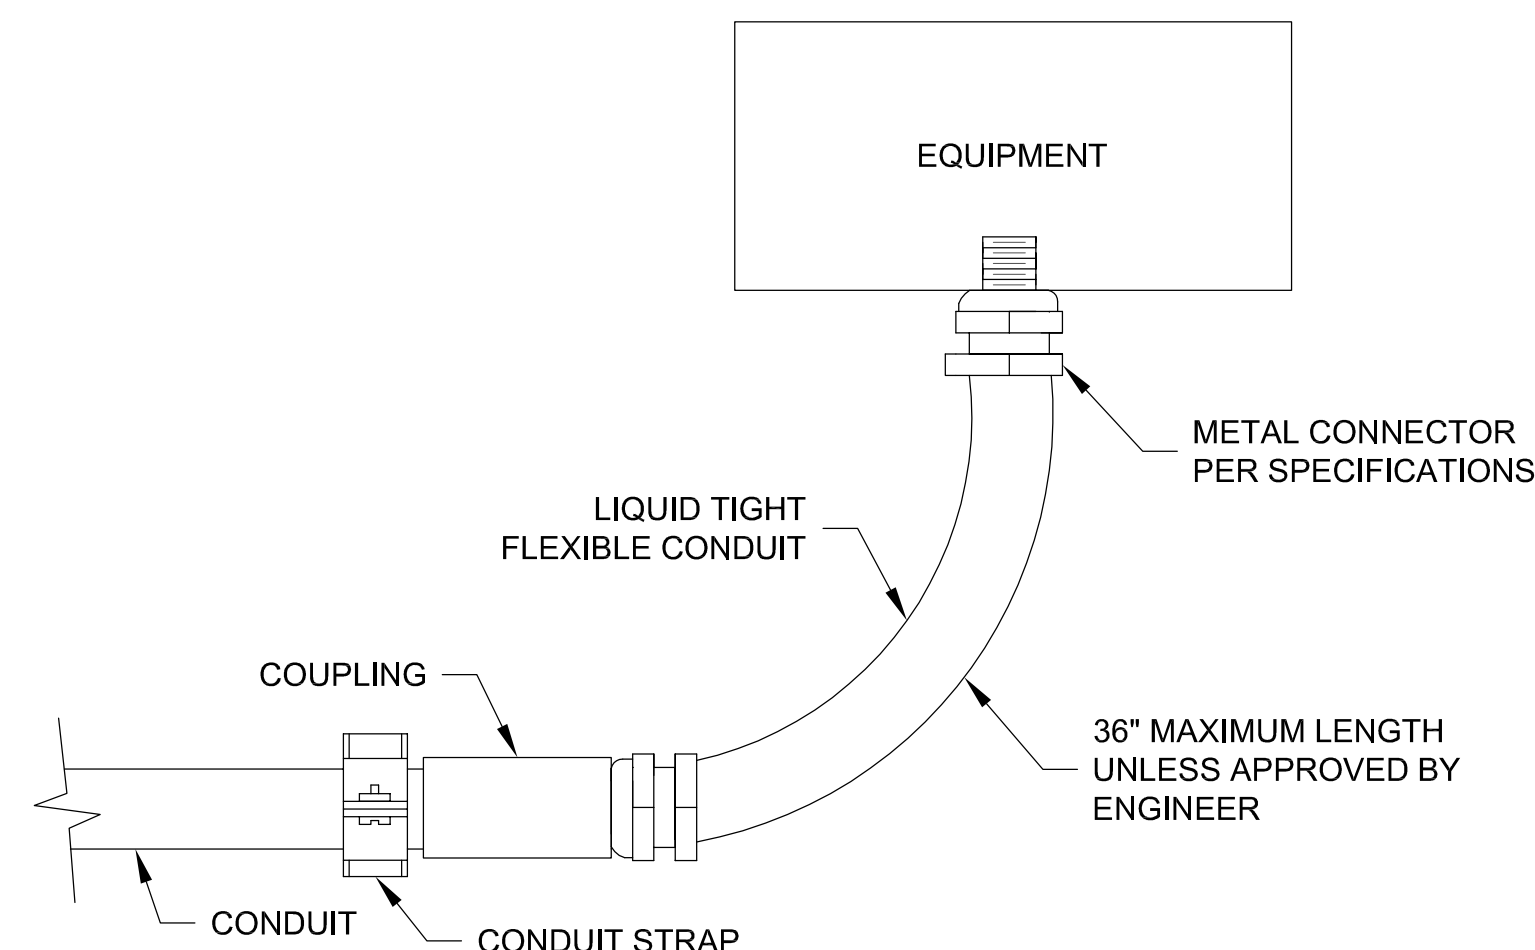 EQUIPMENT
METAL CONNECTOR
PER SPECIFICATIONS
LIQUID TIGHT
FLEXIBLE CONDUIT
COUPLING
36" MAXIMUM LENGTH
UNLESS APPROVED BY
ENGINEER
CONDUIT
CONDUIT STRAP